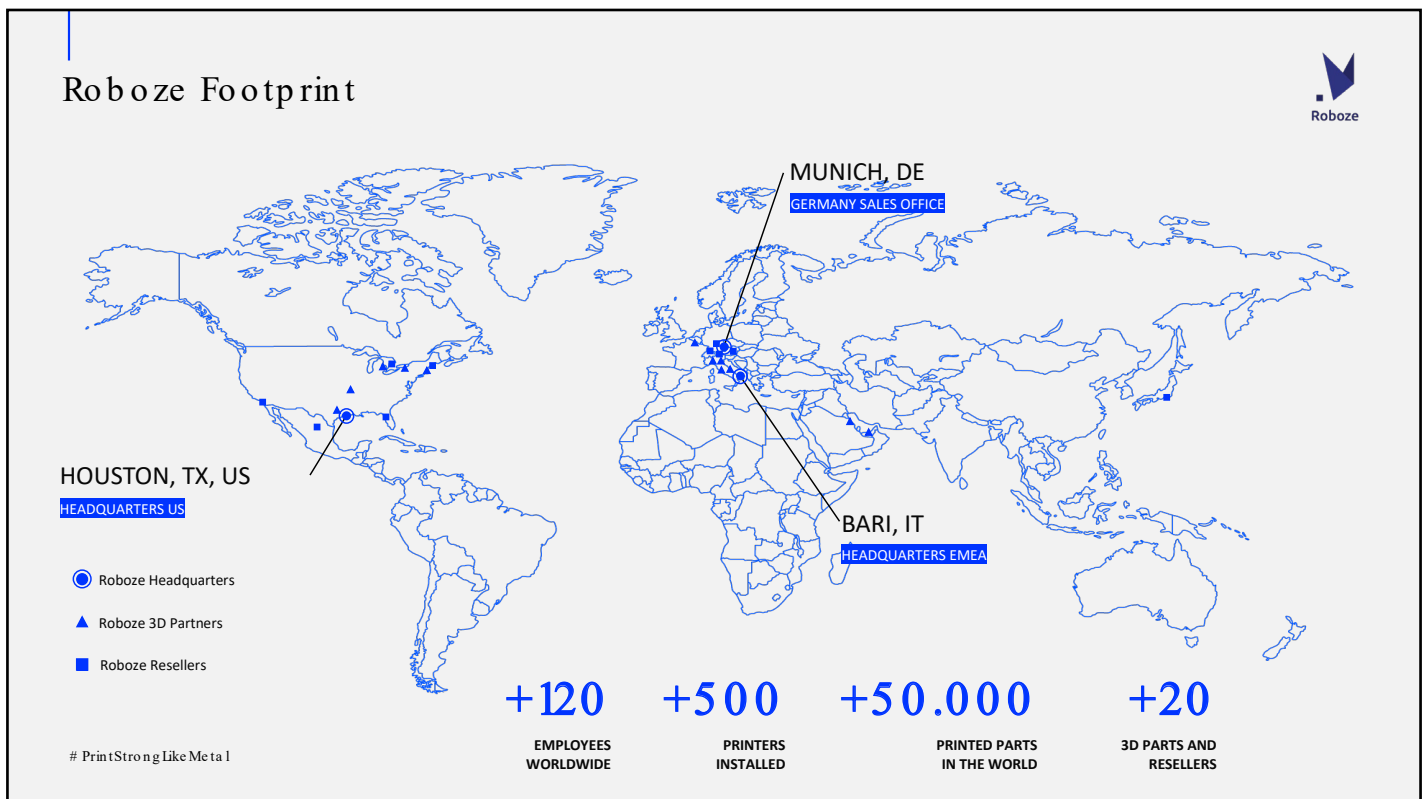 Roboze Footprint
Roboze
MUNICH, DE
GERMANY SALES OFFICE
HOUSTON, TX, US
HEADQUARTERS US
BARI, IT
HEADQUARTERS EMEA
Roboze Headquarters
Roboze 3D Partners
Roboze Resellers
+120
EMPLOYEES
WORLDWIDE
+500
PRINTERS
INSTALLED
+50.000
PRINTED PARTS
IN THE WORLD
+20
3D PARTS AND
RESELLERS
# PrintStrongLikeMetal